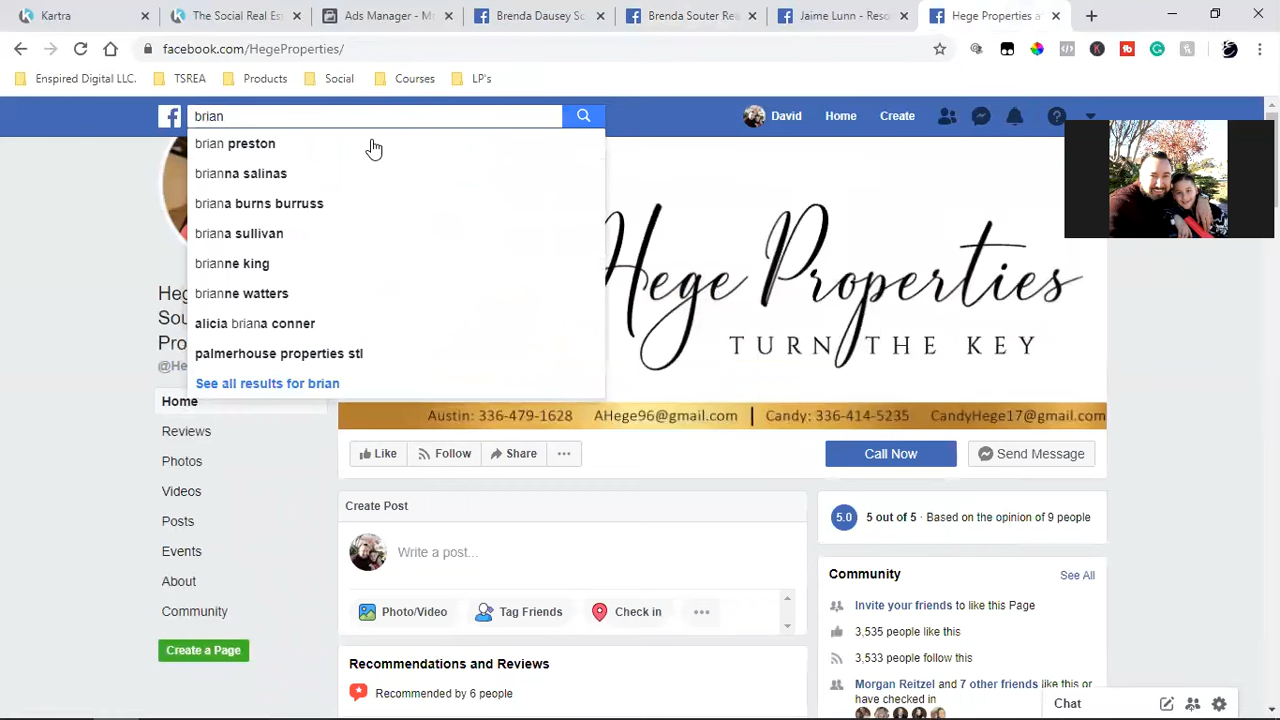 Kartra
The Social Real Es
Ads Manager - M
Brenda Dausey Sc
Brenda Souter Rea
Jaime Lunn - Reso
Hege Properties a
facebook.com/HegeProperties/
Enspired Digital LLC.
TSREA
Products
Social
Courses
LP's
brian
David
Home
Create
brian preston
brianna salinas
briana burns burruss
briana sullivan
brianne king
brianne watters
alicia briana conner
palmerhouse properties stl
See all results for brian
Heg
Sou
Pro
@He
Hege Properties
TURN THE KEY
Austin: 336-479-1628 AHege96@gmail.com | Candy: 336-414-5235 CandyHege17@gmail.com
Home
Reviews
Photos
Videos
Posts
Events
About
Community
Create a Page
Like
Follow
Share
Call Now
Send Message
Create Post
Write a post...
Photo/Video
Tag Friends
Check in
Recommendations and Reviews
Recommended by 6 people
5.0 5 out of 5 · Based on the opinion of 9 people
Community
See All
Invite your friends to like this Page
3,535 people like this
3,533 people follow this
Morgan Reitzel and 7 other friends like this or
have checked in
Chat